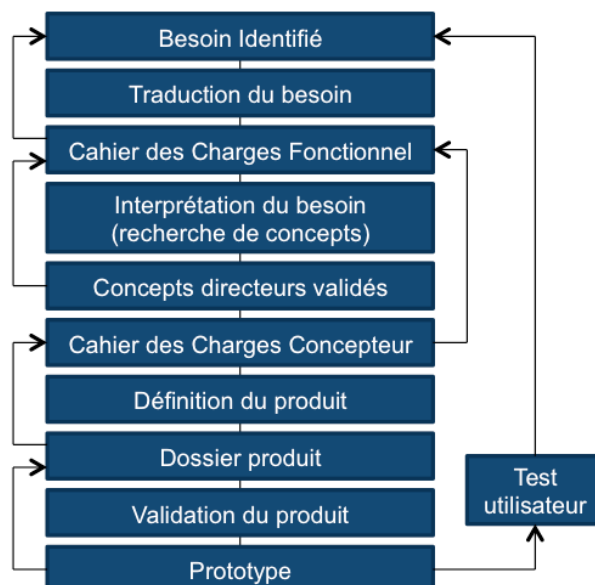 Besoin Identifié
Traduction du besoin
Cahier des Charges Fonctionnel
Interprétation du besoin
(recherche de concepts)
Concepts directeurs validés
Cahier des Charges Concepteur
Définition du produit
Dossier produit
Validation du produit
Prototype
Test
utilisateur